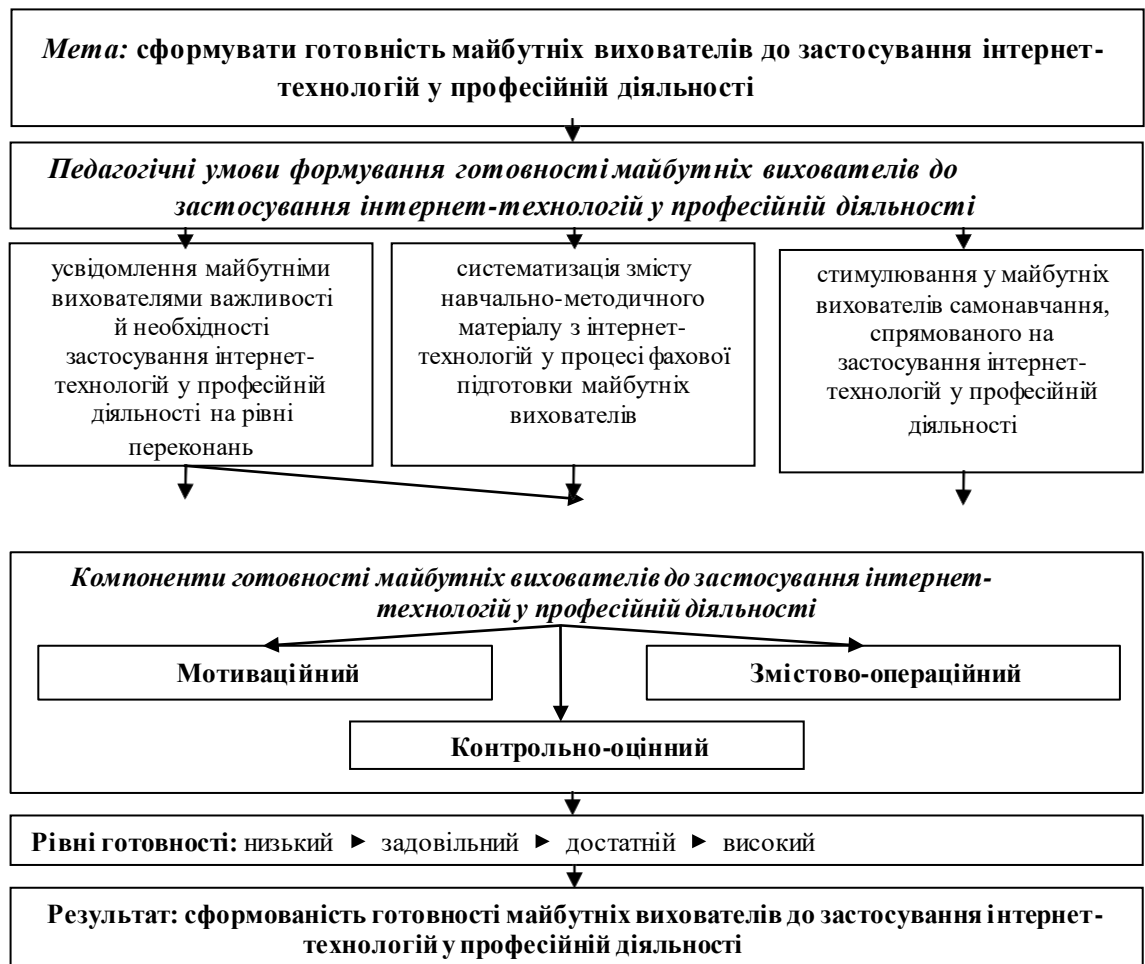 Мета: сформувати готовність майбутніх вихователів до застосування інтернет-
технологій у професійній діяльності
Педагогічні умови формування готовності майбутніх вихователів до
застосування інтернет-технологій у професійній діяльності
усвідомлення майбутніми
вихователями важливості
й необхідності
застосування інтернет-
технологій у професійній
діяльності на рівні
переконань
систематизація змісту
навчально-методичного
матеріалу з інтернет-
технологій у процесі фахової
підготовки майбутніх
вихователів
стимулювання у майбутніх
вихователів самонавчання,
спрямованого на
застосування інтернет-
технологій у професійній
діяльності
Компоненти готовності майбутніх вихователів до застосування інтернет-
технологій у професійній діяльності
Мотиваційний
Змістово-операційний
Контрольно-оцінний
Рівні готовності: низький ► задовільний ► достатній ► високий
Результат: сформованість готовності майбутніх вихователів до застосування інтернет-
технологій у професійній діяльності